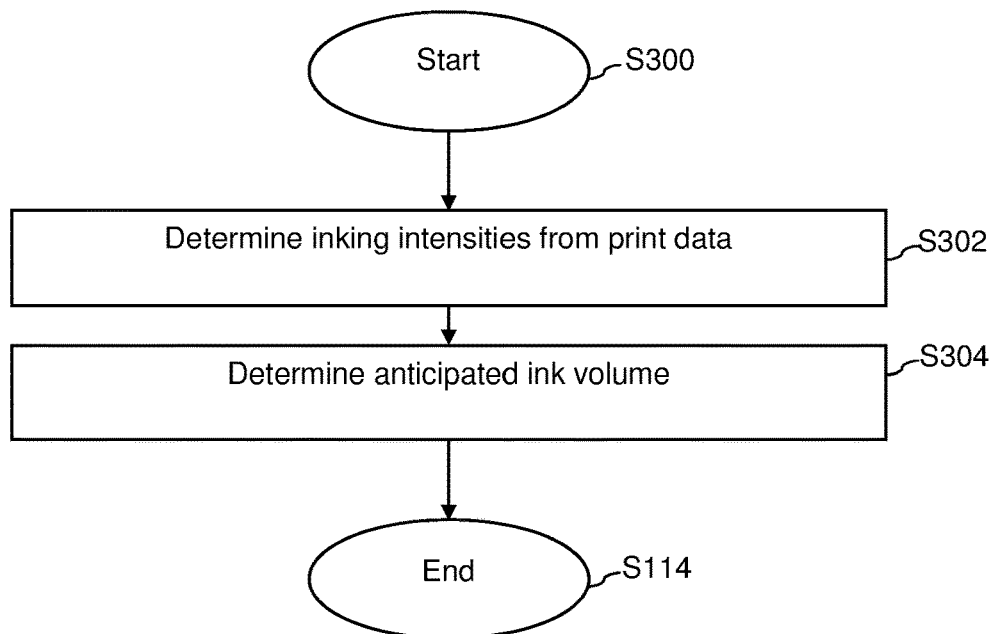 Start
S300
Determine inking intensities from print data
S302
Determine anticipated ink volume
S304
End
S114